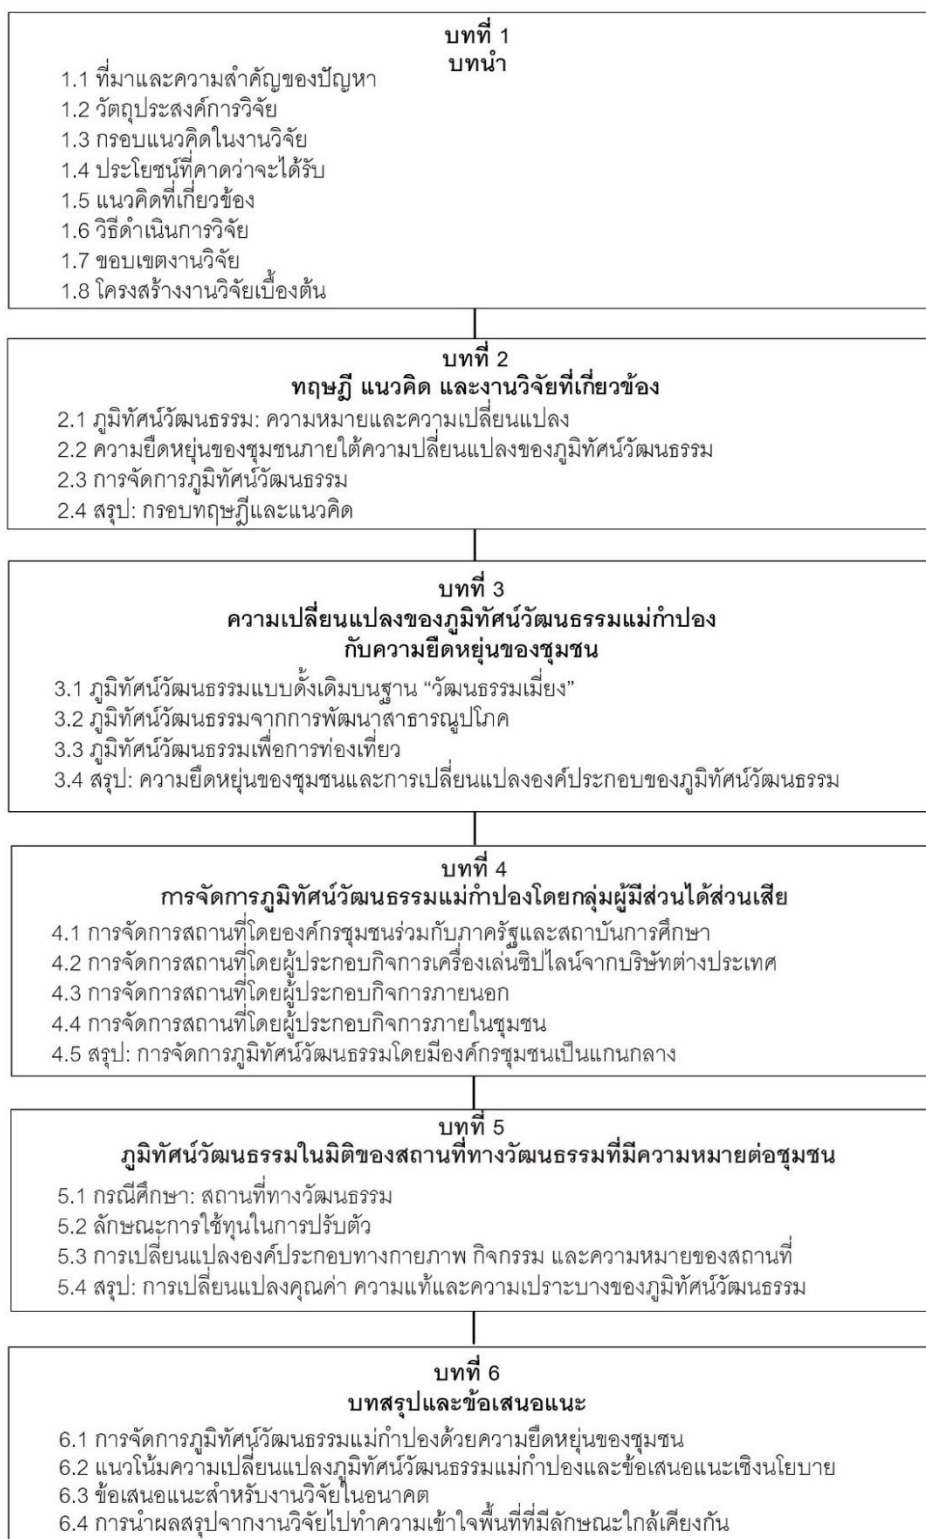 บทที่ 1
บทนำ
1.1 ที่มาและความสำคัญของปัญหา
1.2 วัตถุประสงค์การวิจัย
1.3 กรอบแนวคิดในงานวิจัย
1.4 ประโยชน์ที่คาดว่าจะได้รับ
1.5 แนวคิดที่เกี่ยวข้อง
1.6 วิธีดำเนินการวิจัย
1.7 ขอบเขตงานวิจัย
1.8 โครงสร้างงานวิจัยเบื้องต้น
บทที่ 2
ทฤษฎี แนวคิด และงานวิจัยที่เกี่ยวข้อง
2.1 ภูมิทัศน์วัฒนธรรม: ความหมายและความเปลี่ยนแปลง
2.2 ความยืดหยุ่นของชุมชนภายใต้ความปลี่ยนแปลงของภูมิทัศน์วัฒนธรรม
2.3 การจัดการภูมิทัศน์วัฒนธรรม
2.4 สรุป: กรอบทฤษฎีและแนวคิด
บทที่ 3
ความเปลี่ยนแปลงของภูมิทัศน์วัฒนธรรมแม่กำปอง
กับความยืดหยุ่นของชุมชน
3.1 ภูมิทัศน์วัฒนธรรมแบบดั้งเดิมบนฐาน “วัฒนธรรมเมี่ยง”
3.2 ภูมิทัศน์วัฒนธรรมจากการพัฒนาสาธารณูปโภค
3.3 ภูมิทัศน์วัฒนธรรมเพื่อการท่องเที่ยว
3.4 สรุป: ความยืดหยุ่นของชุมชนและการเปลี่ยนแปลงองค์ประกอบของภูมิทัศน์วัฒนธรรม
บทที่ 4
การจัดการภูมิทัศน์วัฒนธรรมแม่กำปองโดยกลุ่มผู้มีส่วนได้ส่วนเสีย
4.1 การจัดการสถานที่โดยองค์กรชุมชนร่วมกับภาครัฐและสถาบันการศึกษา
4.2 การจัดการสถานที่โดยผู้ประกอบกิจการเครื่องเล่นซิปไลน์จากบริษัทต่างประเทศ
4.3 การจัดการสถานที่โดยผู้ประกอบกิจการภายนอก
4.4 การจัดการสถานที่โดยผู้ประกอบกิจการภายในชุมชน
4.5 สรุป: การจัดการภูมิทัศน์วัฒนธรรมโดยมีองค์กรชุมชนเป็นแกนกลาง
บทที่ 5
ภูมิทัศน์วัฒนธรรมในมิติของสถานที่ทางวัฒนธรรมที่มีความหมายต่อชุมชน
5.1 กรณีศึกษา: สถานที่ทางวัฒนธรรม
5.2 ลักษณะการใช้ทุนในการปรับตัว
5.3 การเปลี่ยนแปลงองค์ประกอบทางกายภาพ กิจกรรม และความหมายของสถานที่
5.4 สรุป: การเปลี่ยนแปลงคุณค่า ความแท้และความเปราะบางของภูมิทัศน์วัฒนธรรม
บทที่ 6
บทสรุปและข้อเสนอแนะ
6.1 การจัดการภูมิทัศน์วัฒนธรรมแม่กำปองด้วยความยืดหยุ่นของชุมชน
6.2 แนวโน้มความเปลี่ยนแปลงภูมิทัศน์วัฒนธรรมแม่กำปองและข้อเสนอแนะเชิงนโยบาย
6.3 ข้อเสนอแนะสำหรับงานวิจัยในอนาคต
6.4 การนำผลสรุปจากงานวิจัยไปทำความเข้าใจพื้นที่ที่มีลักษณะใกล้เคียงกัน